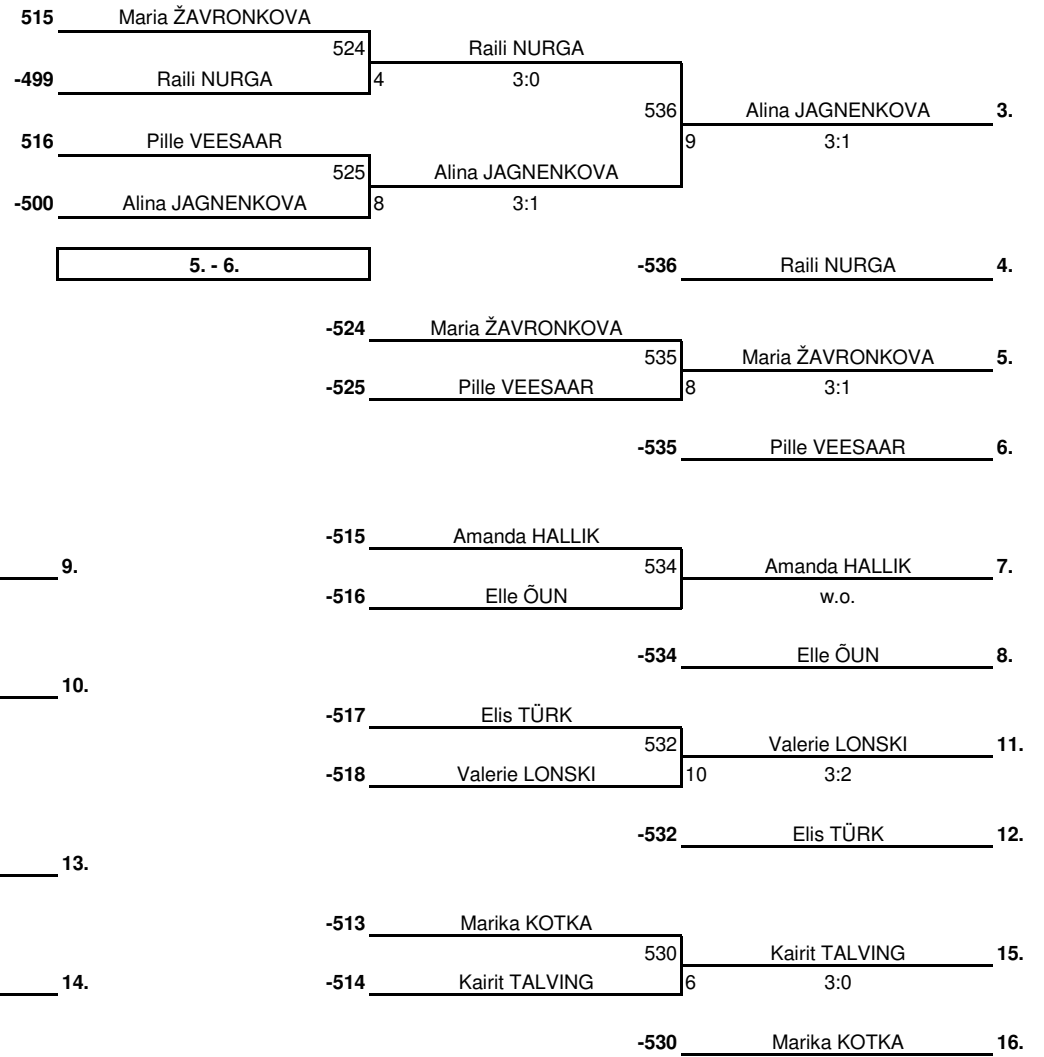 515 Maria ŽAVRONKOVA
524 Raili NURGA
-499 Raili NURGA 4 3:0
536 Alina JAGNENKOVA 3.
516 Pille VEESAAR 9 3:1
525 Alina JAGNENKOVA
-500 Alina JAGNENKOVA 8 3:1
5. - 6. -536 Raili NURGA 4.
-524 Maria ŽAVRONKOVA
535 Maria ŽAVRONKOVA 5.
-525 Pille VEESAAR 8 3:1
-535 Pille VEESAAR 6.
-515 Amanda HALLIK
9. 534 Amanda HALLIK 7.
-516 Elle ÕUN w.o.
-534 Elle ÕUN 8.
10.
-517 Elis TÜRK
532 Valerie LONSKI 11.
-518 Valerie LONSKI 10 3:2
-532 Elis TÜRK 12.
13.
-513 Marika KOTKA
530 Kairit TALVING 15.
14. -514 Kairit TALVING 6 3:0
-530 Marika KOTKA 16.